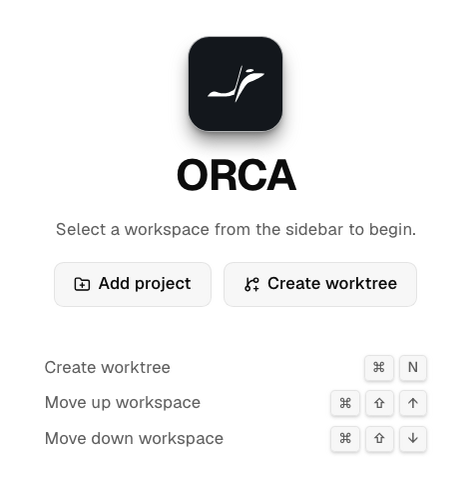 ORCA
Select a workspace from the sidebar to begin.
Add project
Create worktree
Create worktree ⌘ N
Move up workspace ⌘ ⇧ ↑
Move down workspace ⌘ ⇧ ↓